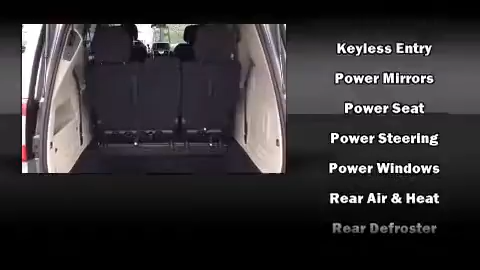 Keyless Entry
Power Mirrors
Power Seat
Power Steering
Power Windows
Rear Air & Heat
Rear Defroster